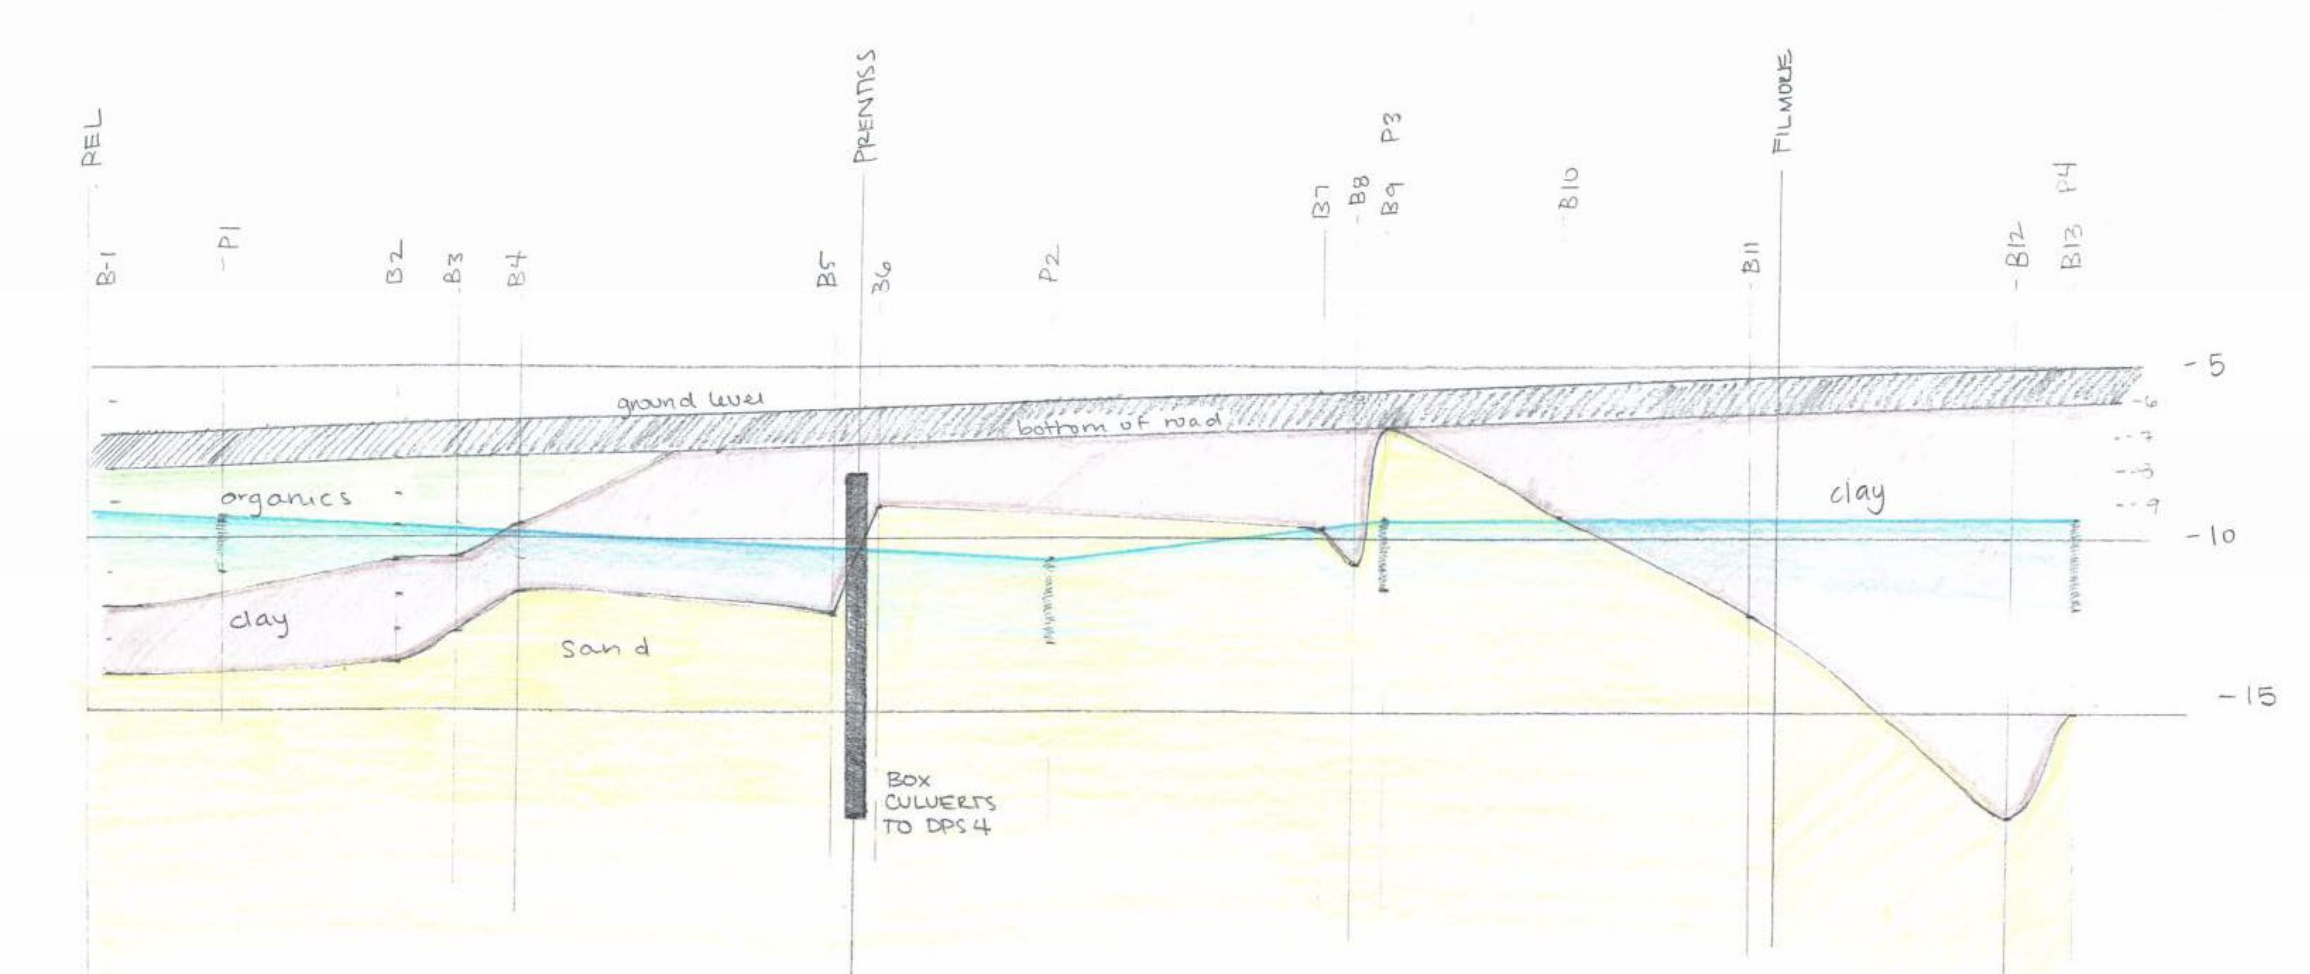 REL
PRENTISS
FILMORE
P3
B-1
-P1
B2
B3
B4
B5
B6
P2
B7
-B8
B9
-B10
-B11
-B12
B13
P4
-5
ground level
bottom of road
-6
-- 7
-- 8
-- 9
organics
clay
-10
clay
sand
-15
BOX
CULVERTS
TO DPS 4